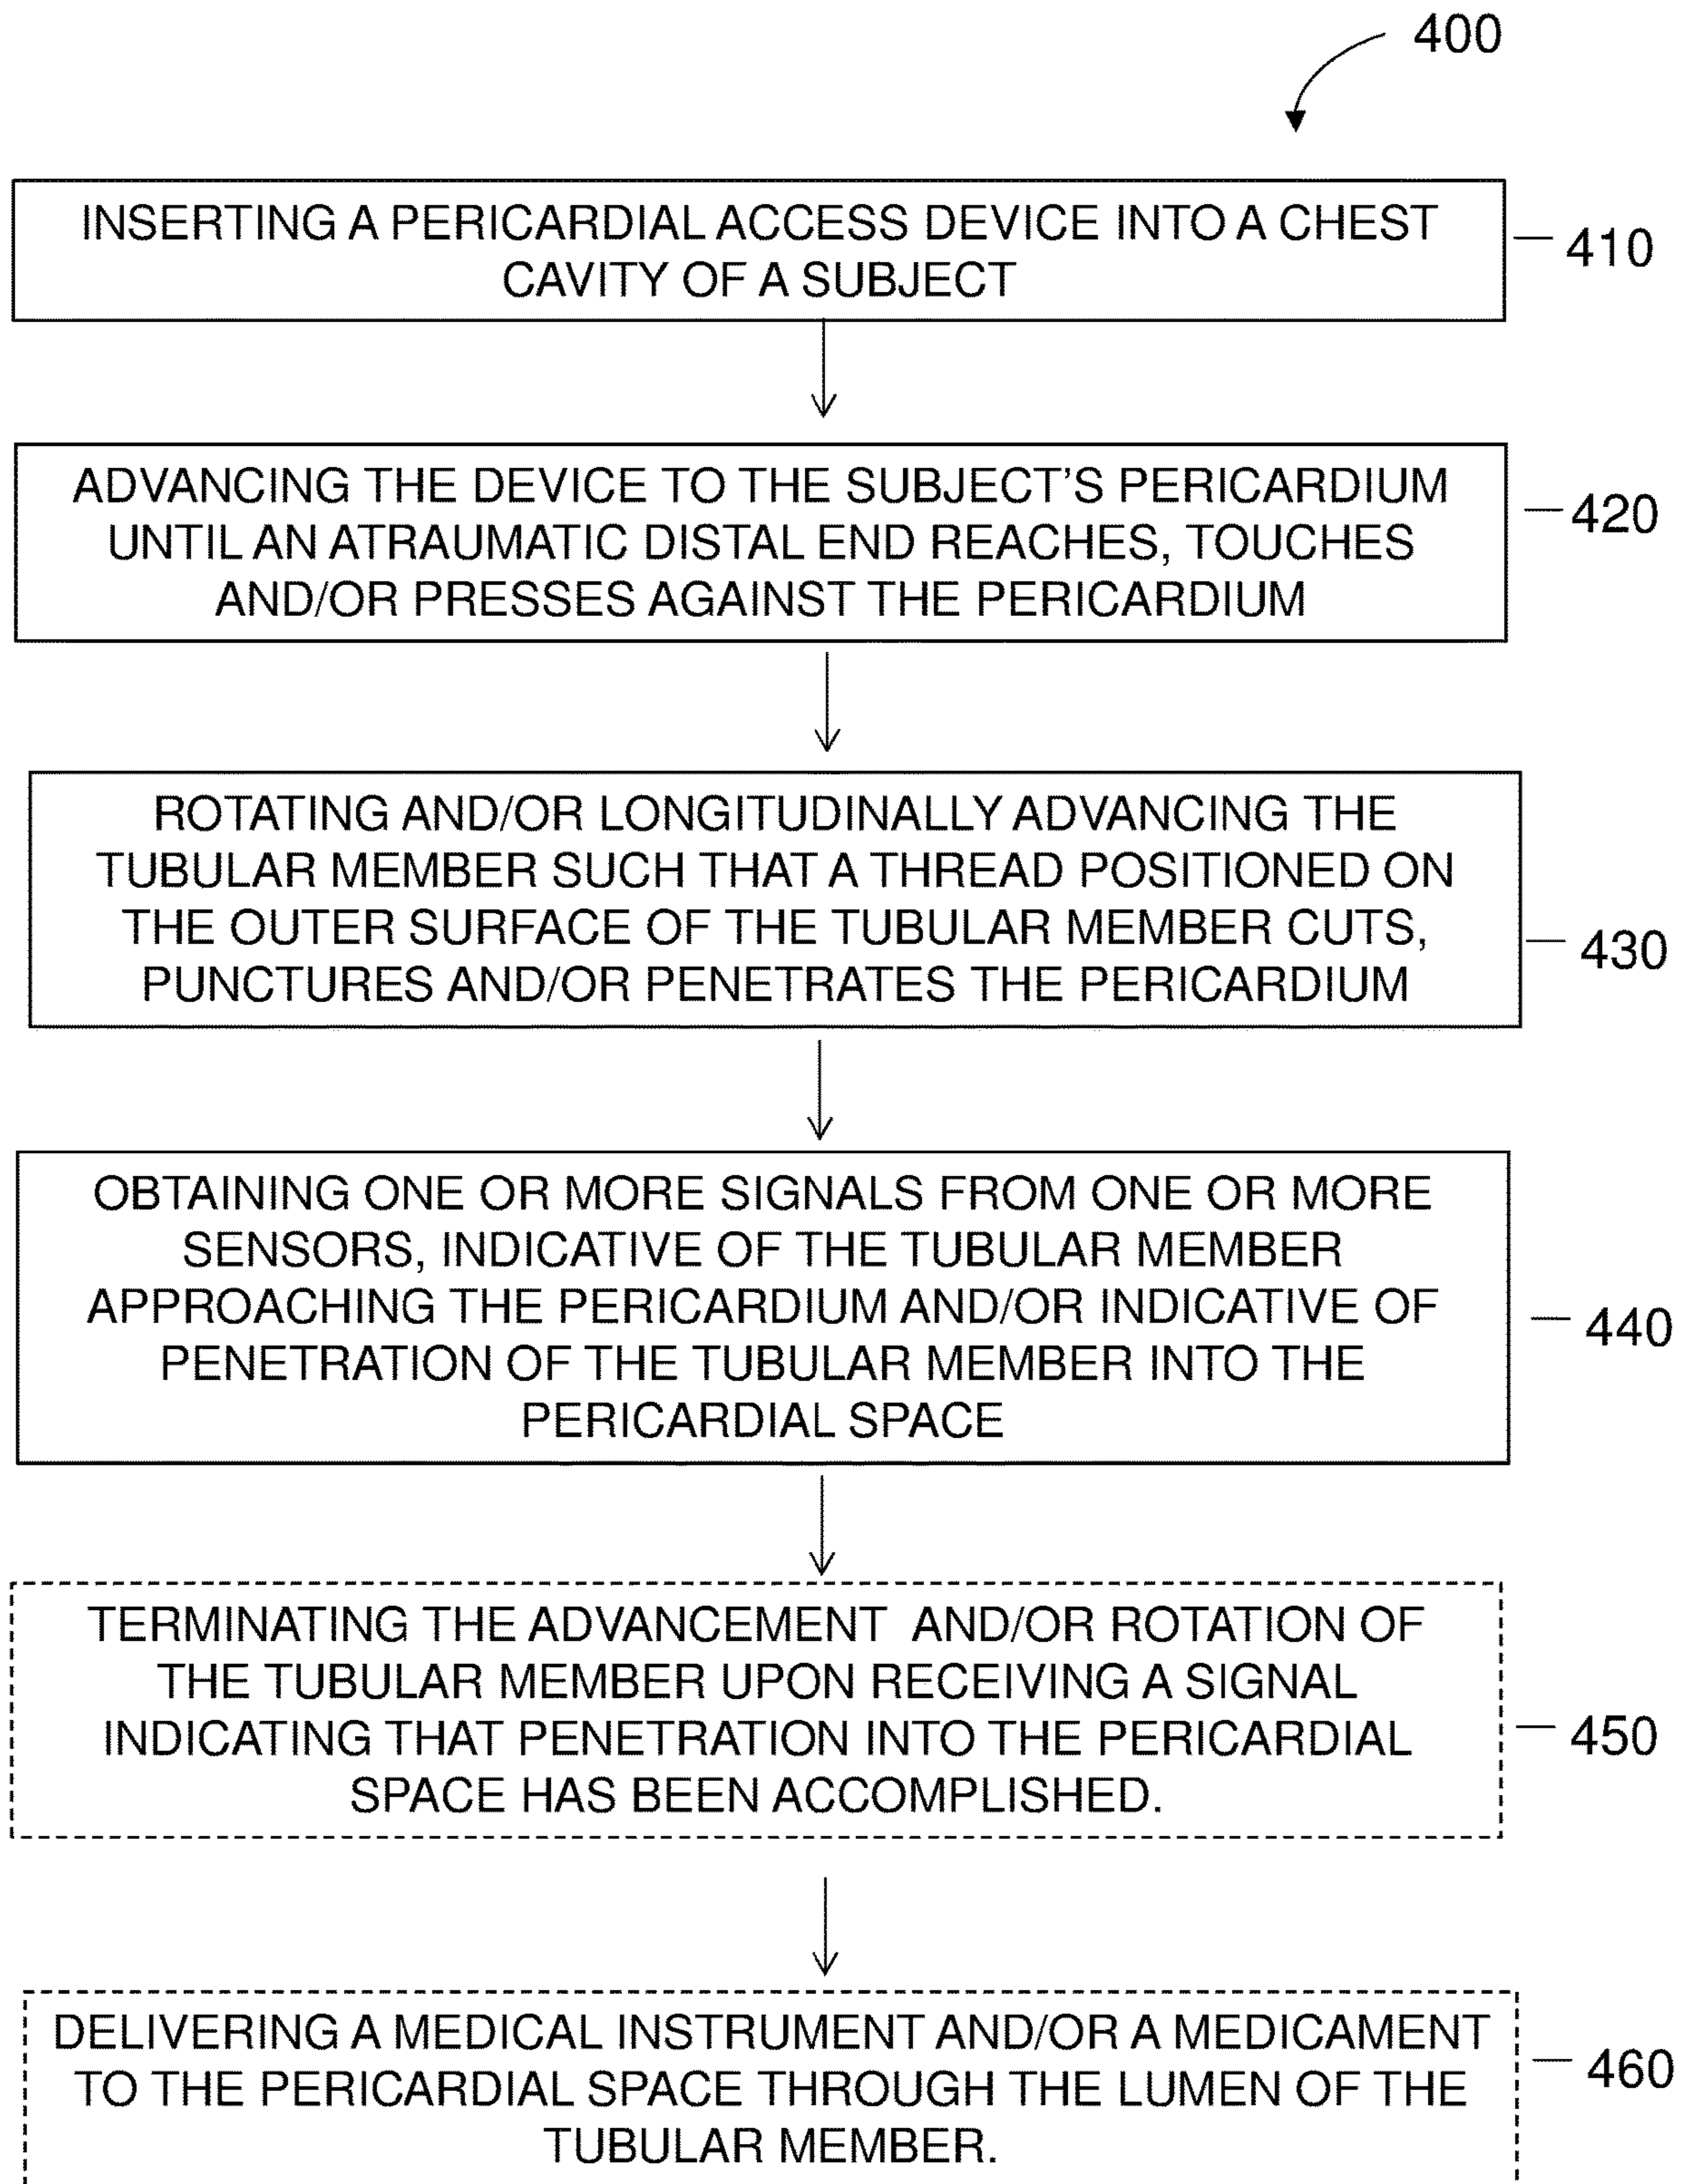 400
INSERTING A PERICARDIAL ACCESS DEVICE INTO A CHEST
CAVITY OF A SUBJECT
410
ADVANCING THE DEVICE TO THE SUBJECT'S PERICARDIUM
UNTIL AN ATRAUMATIC DISTAL END REACHES, TOUCHES
AND/OR PRESSES AGAINST THE PERICARDIUM
420
ROTATING AND/OR LONGITUDINALLY ADVANCING THE
TUBULAR MEMBER SUCH THAT A THREAD POSITIONED ON
THE OUTER SURFACE OF THE TUBULAR MEMBER CUTS,
PUNCTURES AND/OR PENETRATES THE PERICARDIUM
430
OBTAINING ONE OR MORE SIGNALS FROM ONE OR MORE
SENSORS, INDICATIVE OF THE TUBULAR MEMBER
APPROACHING THE PERICARDIUM AND/OR INDICATIVE OF
PENETRATION OF THE TUBULAR MEMBER INTO THE
PERICARDIAL SPACE
440
TERMINATING THE ADVANCEMENT AND/OR ROTATION OF
THE TUBULAR MEMBER UPON RECEIVING A SIGNAL
INDICATING THAT PENETRATION INTO THE PERICARDIAL
SPACE HAS BEEN ACCOMPLISHED.
450
DELIVERING A MEDICAL INSTRUMENT AND/OR A MEDICAMENT
TO THE PERICARDIAL SPACE THROUGH THE LUMEN OF THE
TUBULAR MEMBER.
460